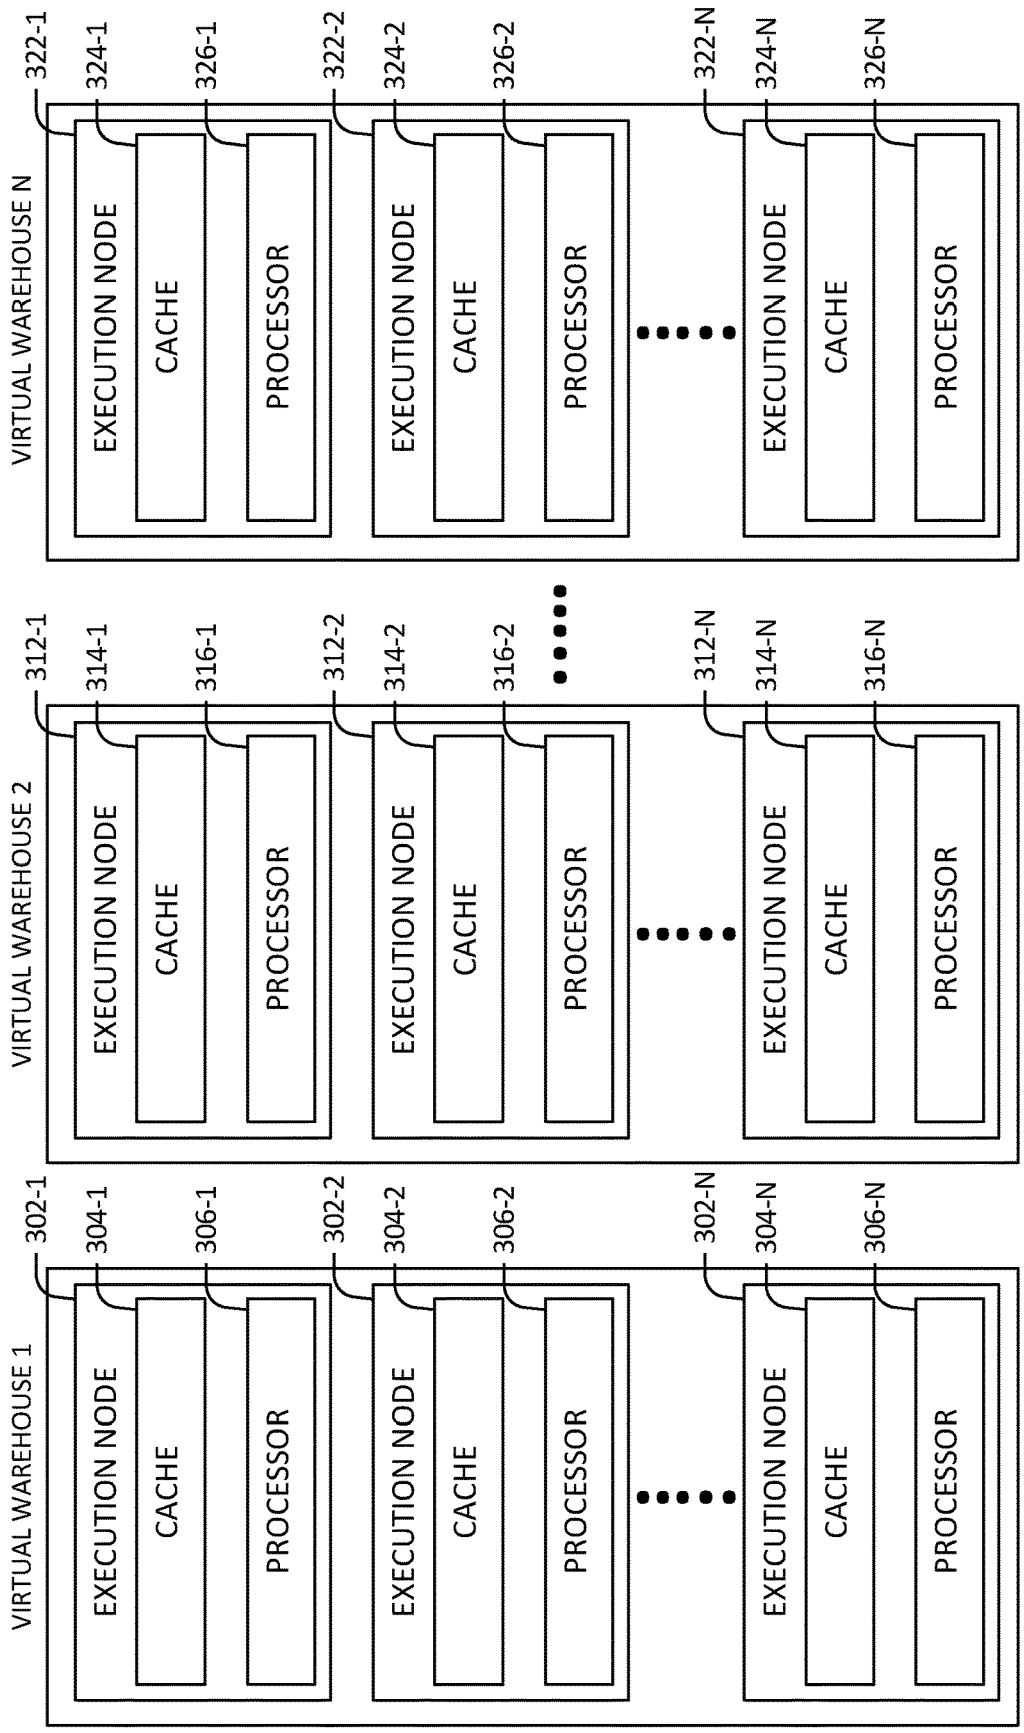 VIRTUAL WAREHOUSE 1
302-1
EXECUTION NODE
304-1
CACHE
306-1
PROCESSOR
302-2
EXECUTION NODE
304-2
CACHE
306-2
PROCESSOR
302-N
EXECUTION NODE
304-N
CACHE
306-N
PROCESSOR
VIRTUAL WAREHOUSE 2
312-1
EXECUTION NODE
314-1
CACHE
316-1
PROCESSOR
312-2
EXECUTION NODE
314-2
CACHE
316-2
PROCESSOR
312-N
EXECUTION NODE
314-N
CACHE
316-N
PROCESSOR
VIRTUAL WAREHOUSE N
322-1
EXECUTION NODE
324-1
CACHE
326-1
PROCESSOR
322-2
EXECUTION NODE
324-2
CACHE
326-2
PROCESSOR
322-N
EXECUTION NODE
324-N
CACHE
326-N
PROCESSOR